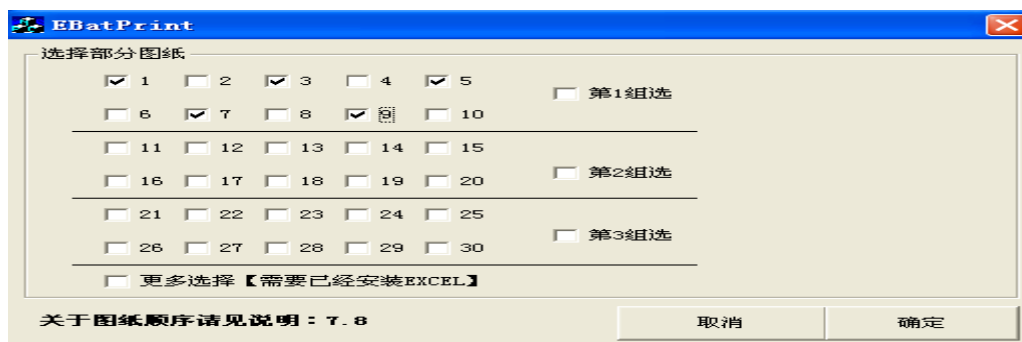 EBatPrint
选择部分图纸
1 2 3 4 5
第1组选
6 7 8 9 10
11 12 13 14 15
第2组选
16 17 18 19 20
21 22 23 24 25
第3组选
26 27 28 29 30
更多选择【需要已经安装EXCEL】
关于图纸顺序请见说明：7.8
取消 确定